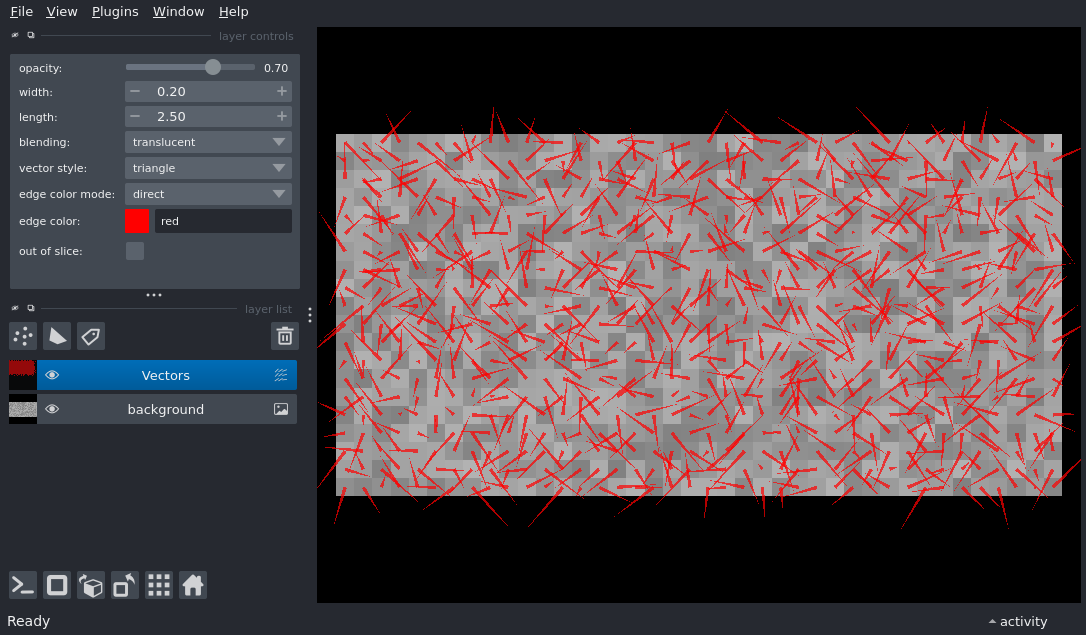 File View Plugins Window Help
layer controls
opacity: 0.70
width: − 0.20 +
length: − 2.50 +
blending: translucent
vector style: triangle
edge color mode: direct
edge color: red
out of slice:
layer list
Vectors
background
Ready
activity